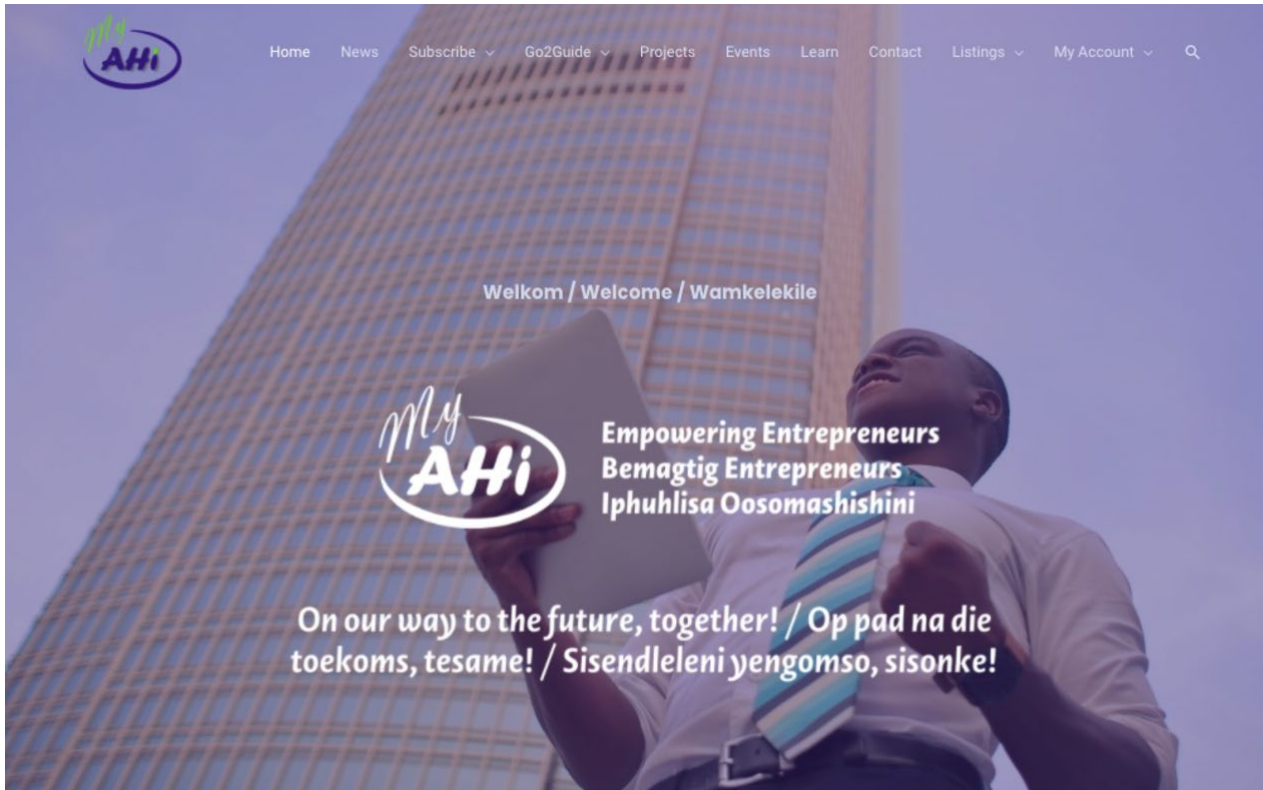 My
AHi
Home News Subscribe Go2Guide Projects Events Learn Contact Listings My Account
Welkom / Welcome / Wamkelekile
My
AHi
Empowering Entrepreneurs
Bemagtig Entrepreneurs
Iphuhlisa Oosomashishini
On our way to the future, together! / Op pad na die
toekoms, tesame! / Sisendleleni yengomso, sisonke!